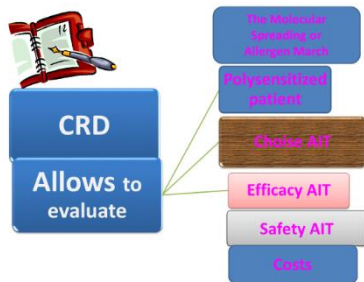 CRD
Allows to
evaluate
The Molecular
Spreading or
Allergen March
Polysensitized
patient
Choise AIT
Efficacy AIT
Safety AIT
Costs